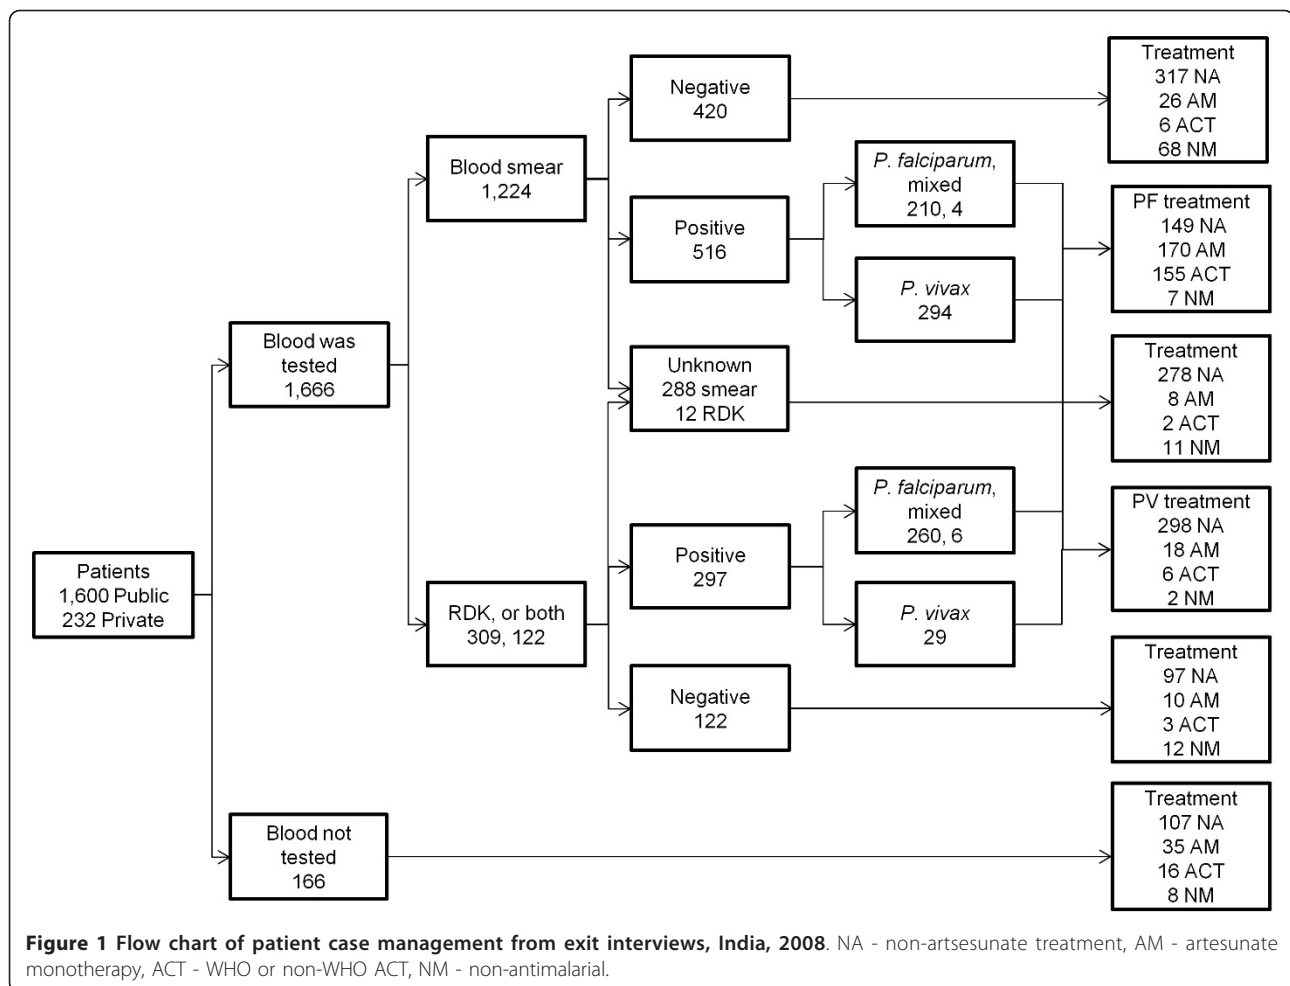 Patients
1,600 Public
232 Private
Blood was
tested
1,666
Blood not
tested
166
Blood smear
1,224
RDK, or both
309, 122
Negative
420
Positive
516
Unknown
288 smear
12 RDK
Positive
297
Negative
122
P. falciparum,
mixed
210, 4
P. vivax
294
P. falciparum,
mixed
260, 6
P. vivax
29
Treatment
317 NA
26 AM
6 ACT
68 NM
PF treatment
149 NA
170 AM
155 ACT
7 NM
Treatment
278 NA
8 AM
2 ACT
11 NM
PV treatment
298 NA
18 AM
6 ACT
2 NM
Treatment
97 NA
10 AM
3 ACT
12 NM
Treatment
107 NA
35 AM
16 ACT
8 NM
Figure 1 Flow chart of patient case management from exit interviews, India, 2008. NA - non-artsesunate treatment, AM - artesunate
monotherapy, ACT - WHO or non-WHO ACT, NM - non-antimalarial.